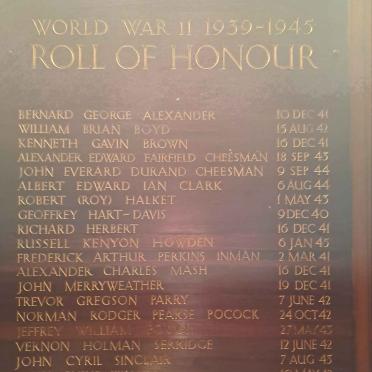 WORLD WAR II 1939-1945
ROLL OF HONOUR
BERNARD GEORGE ALEXANDER 10 DEC 41
WILLIAM BRIAN BOYD 15 AUG 42
KENNETH GAVIN BROWN 16 DEC 41
ALEXANDER EDWARD FAIRFIELD CHEESMAN 18 SEP 43
JOHN EVERARD DURAND CHEESMAN 9 SEP 44
ALBERT EDWARD IAN CLARK 6 AUG 44
ROBERT (ROY) HALKET 1 MAY 43
GEOFFREY HART-DAVIS 9 DEC 40
RICHARD HERBERT 16 DEC 41
RUSSELL KENYON HOWDEN 6 JAN 45
FREDERICK ARTHUR PERKINS INMAN 2 MAR 41
ALEXANDER CHARLES MASH 16 DEC 41
JOHN MERRYWEATHER 19 DEC 41
TREVOR GREGSON PARRY 7 JUNE 42
NORMAN RODGER PEARSE POCOCK 24 OCT 42
JEFFREY WILLIAM 27 MAY 43
VERNON HOLMAN SERRIDGE 12 JUNE 42
JOHN CYRIL SINCLAIR 7 AUG 43